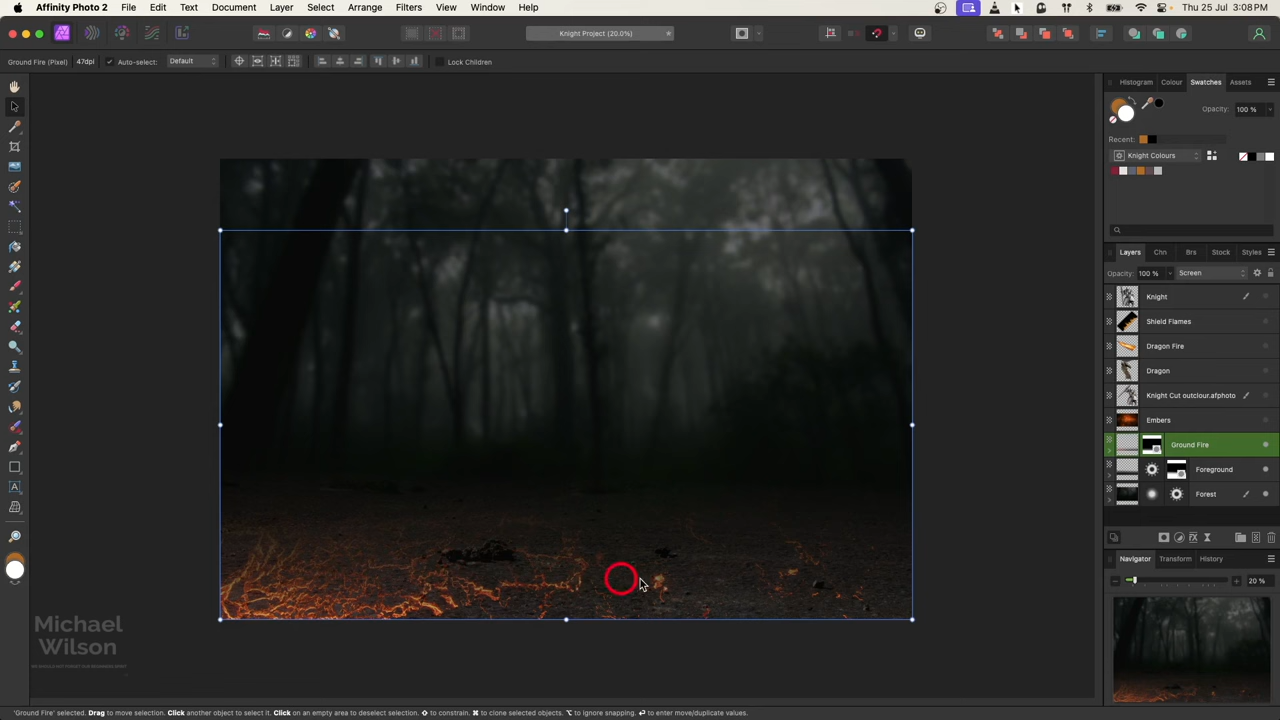 Affinity Photo 2 File Edit Text Document Layer Select Arrange Filters View Window Help Thu 25 Jul 3:08 PM
Knight Project (20.0%)
Ground Fire (Pixel) 47dpi Auto-select: Default Lock Children
Histogram Colour Swatches Assets
Opacity: 100 %
Recent:
Knight Colours
Layers Chn Brs Stock Styles
Opacity: 100 % Screen
Knight
Shield Flames
Dragon Fire
Dragon
Knight Cut outclour.afphoto
Embers
Ground Fire
Foreground
Forest
Navigator Transform History
20 %
Michael
Wilson
'Ground Fire' selected. Drag to move selection. Click another object to select it. Click on an empty area to deselect selection. ⇧ to constrain. ⌘ to clone selected objects. ⌥ to ignore snapping. ↩ to enter move/duplicate values.